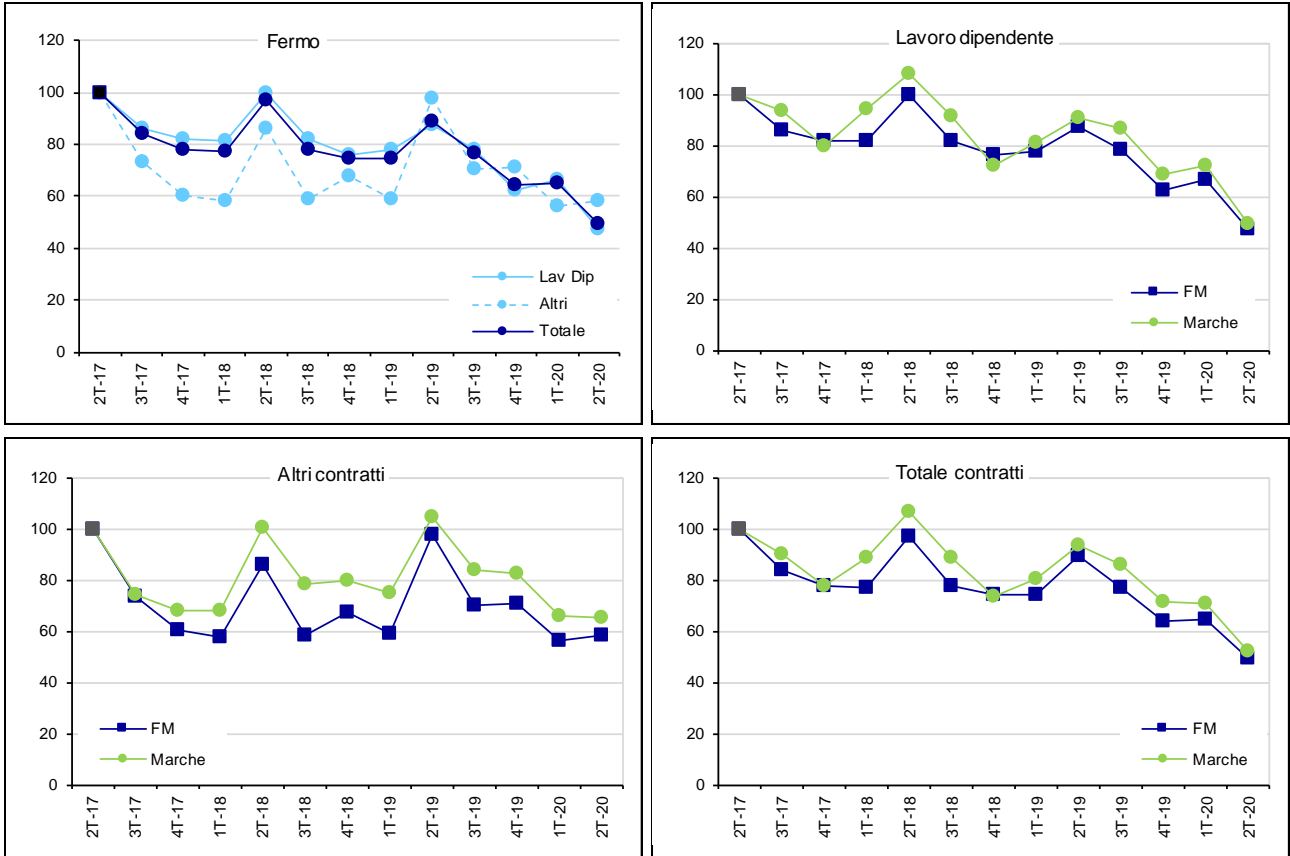 Fermo
120
100
80
60
40
20
0
Lav Dip
Altri
Totale
2T-17
3T-17
4T-17
1T-18
2T-18
3T-18
4T-18
1T-19
2T-19
3T-19
4T-19
1T-20
2T-20
Lavoro dipendente
120
100
80
60
40
20
0
FM
Marche
2T-17
3T-17
4T-17
1T-18
2T-18
3T-18
4T-18
1T-19
2T-19
3T-19
4T-19
1T-20
2T-20
Altri contratti
120
100
80
60
40
20
0
FM
Marche
2T-17
3T-17
4T-17
1T-18
2T-18
3T-18
4T-18
1T-19
2T-19
3T-19
4T-19
1T-20
2T-20
Totale contratti
120
100
80
60
40
20
0
FM
Marche
2T-17
3T-17
4T-17
1T-18
2T-18
3T-18
4T-18
1T-19
2T-19
3T-19
4T-19
1T-20
2T-20